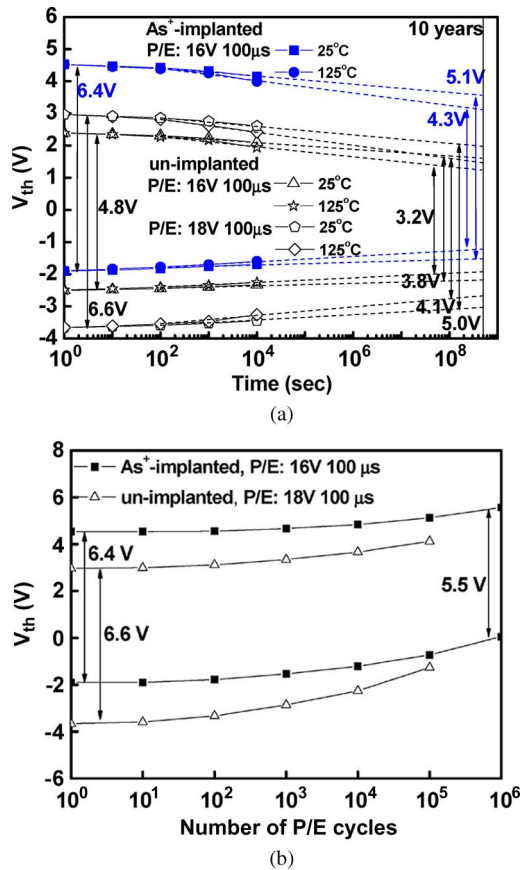 6
10 years
As⁺-implanted
P/E: 16V 100μs
25°C
125°C
5
5.1V
4
6.4V
4.3V
3
2
un-implanted
P/E: 16V 100μs
25°C
125°C
P/E: 18V 100μs
25°C
125°C
1
4.8V
3.2V
0
-1
-2
3.8V
-3
6.6V
4.1V
-4
5.0V
-5
V_th (V)
10⁰ 10² 10⁴ 10⁶ 10⁸
Time (sec)
(a)
8
As⁺-implanted, P/E: 16V 100 μs
un-implanted, P/E: 18V 100 μs
6
4
6.4 V
5.5 V
2
6.6 V
0
-2
-4
-6
V_th (V)
10⁰ 10¹ 10² 10³ 10⁴ 10⁵ 10⁶
Number of P/E cycles
(b)